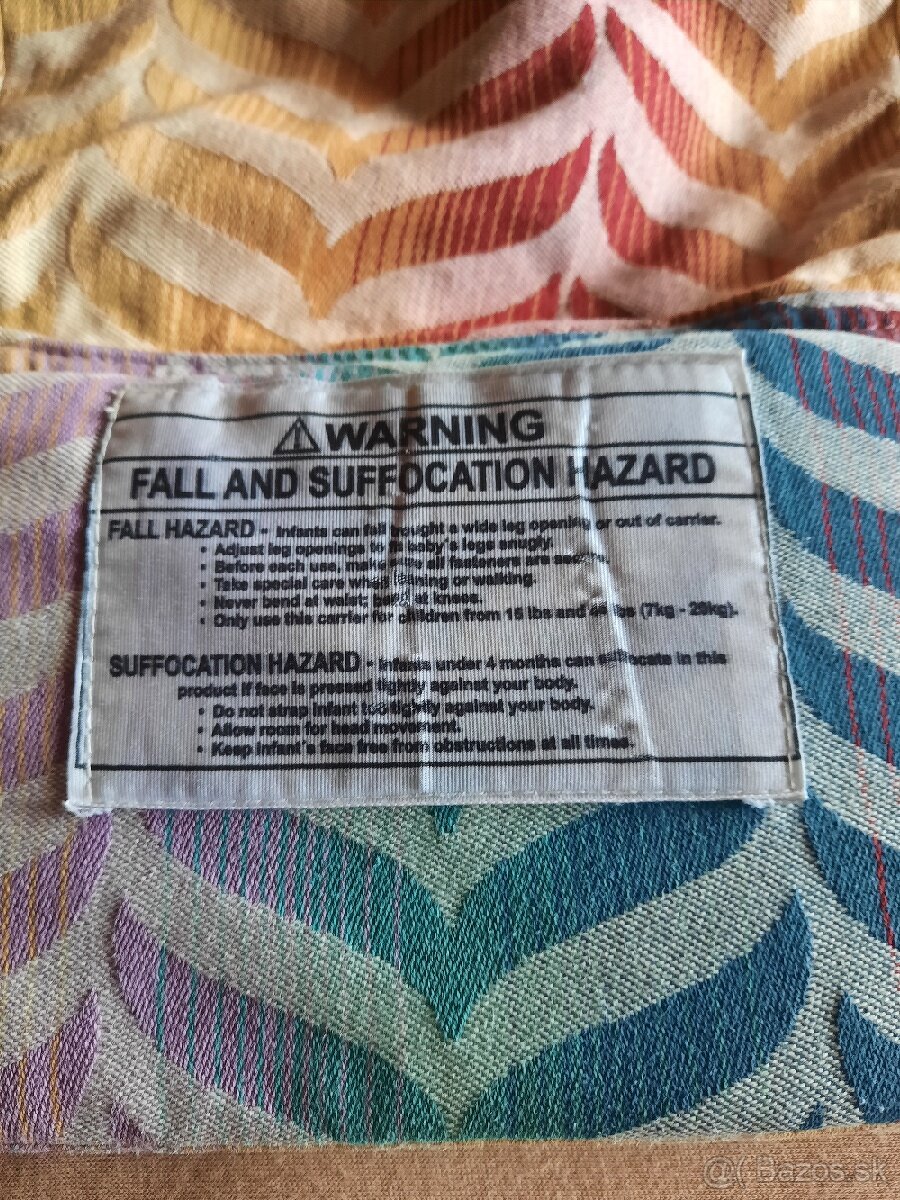 WARNING
FALL AND SUFFOCATION HAZARD
FALL HAZARD - Infants can fall bought a wide leg opening or out of carrier.
• Adjust leg openings to baby's legs snugly.
• Before each use, make all fasteners are
• Take special care when leaning or walking.
• Never bend at waist; bend at knees.
• Only use this carrier for children from 15 lbs and lbs (7kg - 20kg).
SUFFOCATION HAZARD - Infants under 4 months can suffocate in this
product if face is pressed tightly against your body.
• Do not strap infant too tightly against your body.
• Allow room for head movement.
• Keep infant's face free from obstructions at all times.
Bazos.sk